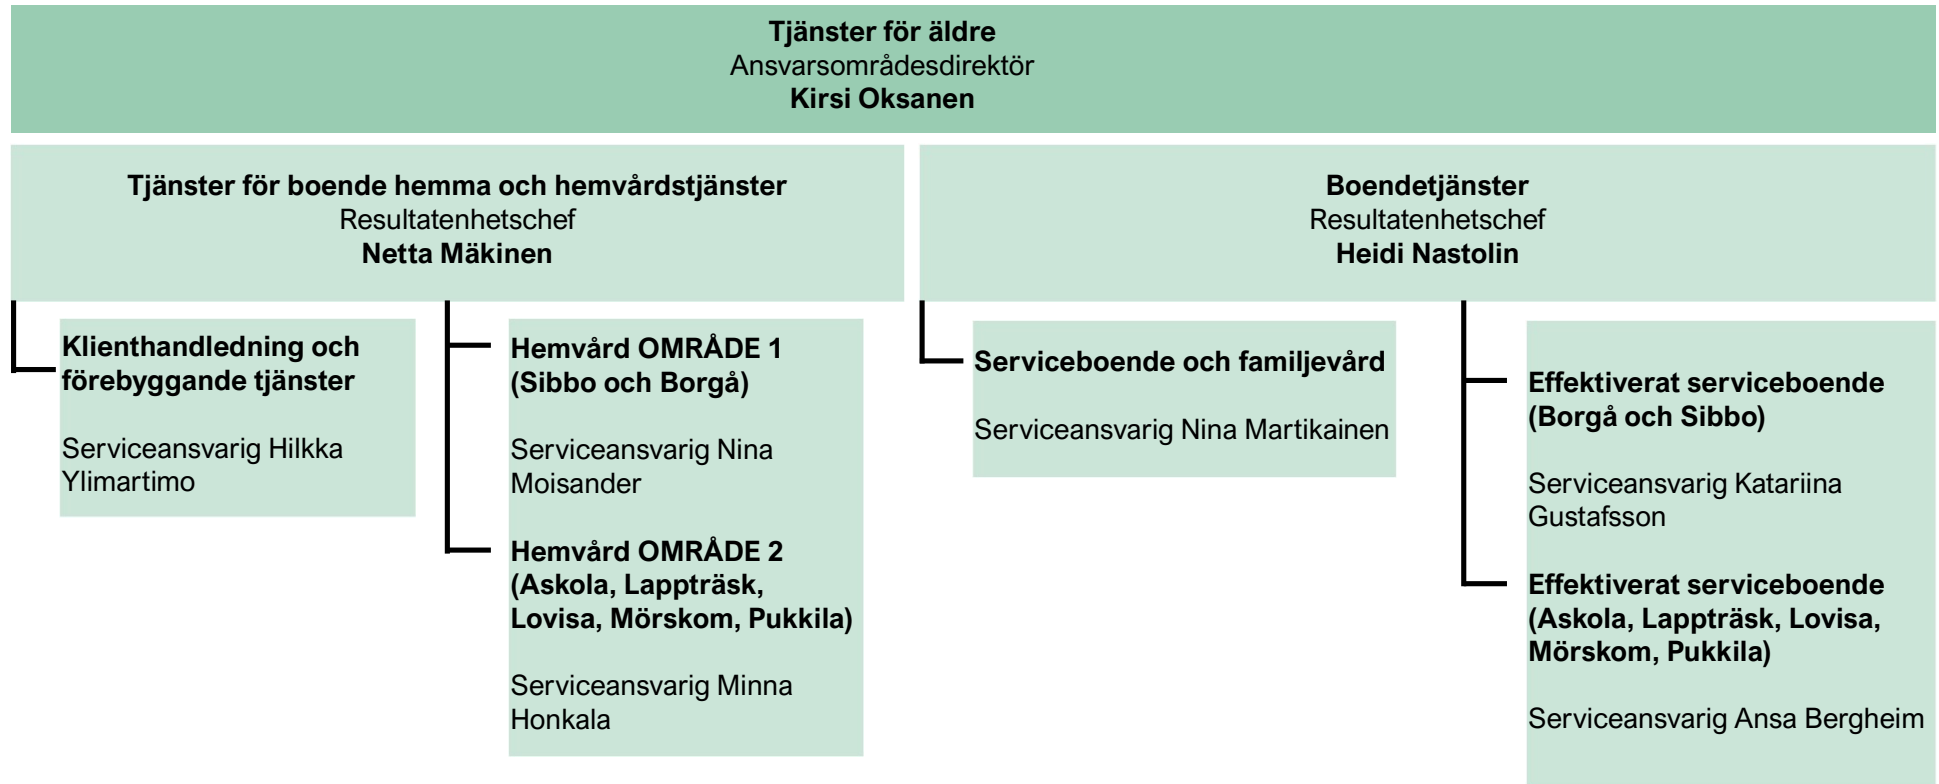 Tjänster för äldre
Ansvarsområdesdirektör
Kirsi Oksanen
Tjänster för boende hemma och hemvårdstjänster
Resultatenhetschef
Netta Mäkinen
Klienthandledning och
förebyggande tjänster
Serviceansvarig Hilkka
Ylimartimo
Hemvård OMRÅDE 1
(Sibbo och Borgå)
Serviceansvarig Nina
Moisander
Hemvård OMRÅDE 2
(Askola, Lappträsk,
Lovisa, Mörskom, Pukkila)
Serviceansvarig Minna
Honkala
Boendetjänster
Resultatenhetschef
Heidi Nastolin
Serviceboende och familjevård
Serviceansvarig Nina Martikainen
Effektiverat serviceboende
(Borgå och Sibbo)
Serviceansvarig Katariina
Gustafsson
Effektiverat serviceboende
(Askola, Lappträsk, Lovisa,
Mörskom, Pukkila)
Serviceansvarig Ansa Bergheim